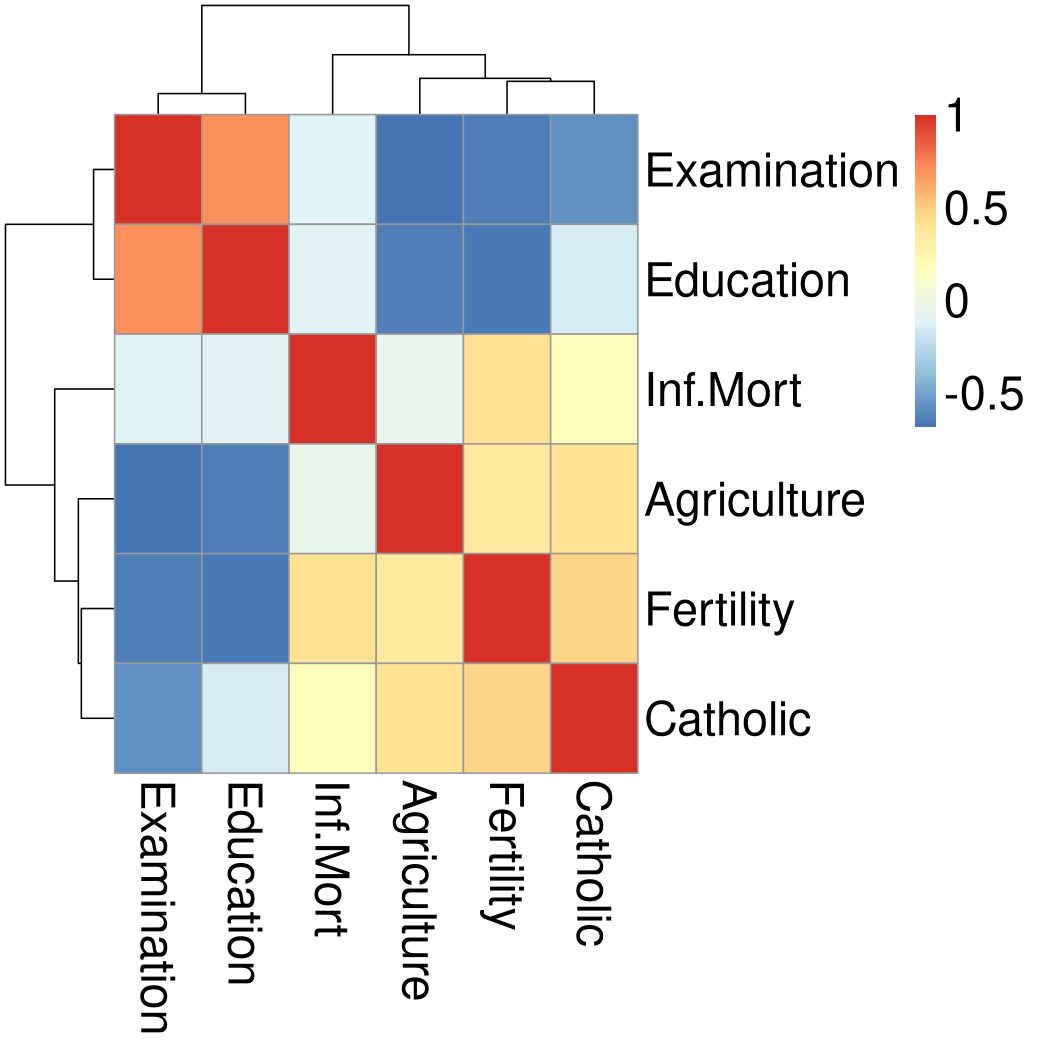 1
Examination
0.5
Education
0
Inf.Mort
-0.5
Agriculture
Fertility
Catholic
Examination
Education
Inf.Mort
Agriculture
Fertility
Catholic